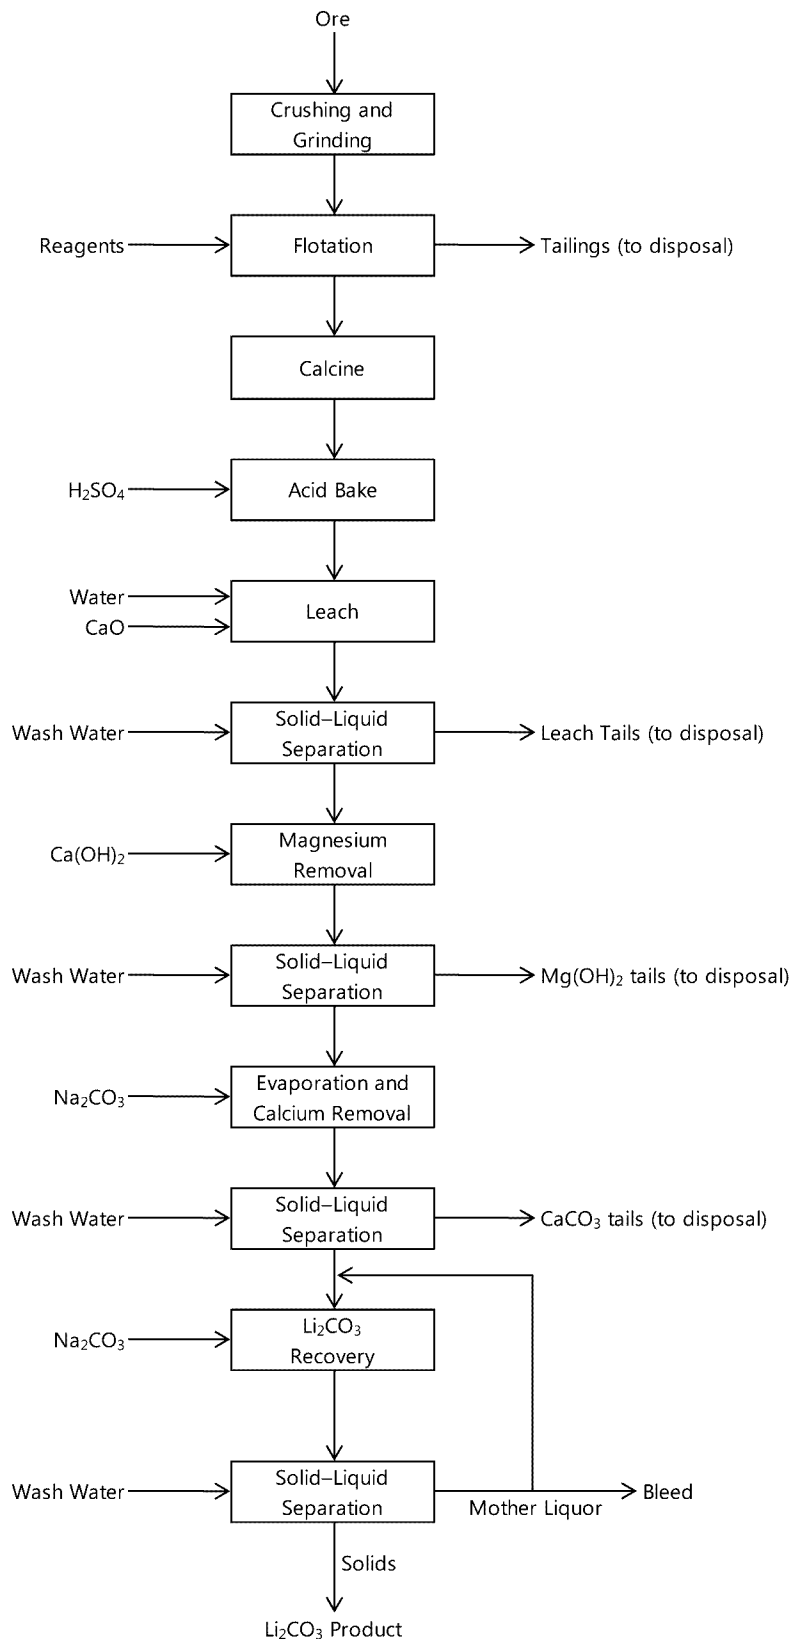 Ore
Crushing and
Grinding
Reagents
Flotation
Tailings (to disposal)
Calcine
H₂SO₄
Acid Bake
Water
CaO
Leach
Wash Water
Solid–Liquid
Separation
Leach Tails (to disposal)
Ca(OH)₂
Magnesium
Removal
Wash Water
Solid–Liquid
Separation
Mg(OH)₂ tails (to disposal)
Na₂CO₃
Evaporation and
Calcium Removal
Wash Water
Solid–Liquid
Separation
CaCO₃ tails (to disposal)
Na₂CO₃
Li₂CO₃
Recovery
Wash Water
Solid–Liquid
Separation
Mother Liquor
Bleed
Solids
Li₂CO₃ Product